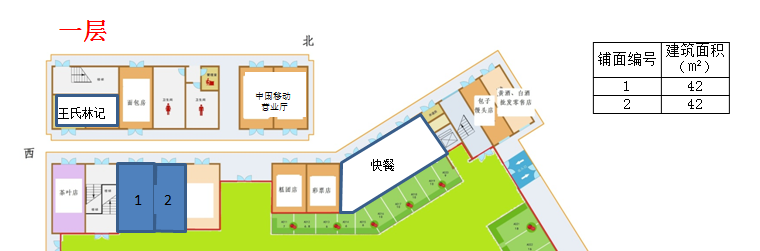 一层
北
铺面编号
建筑面积
（m²）
1
42
2
42
王氏林记
面包店
中国移动
营业厅
黄酒、白酒
批发零售店
包子
馒头店
西
快餐
茶叶店
1
2
糕团店
彩票店